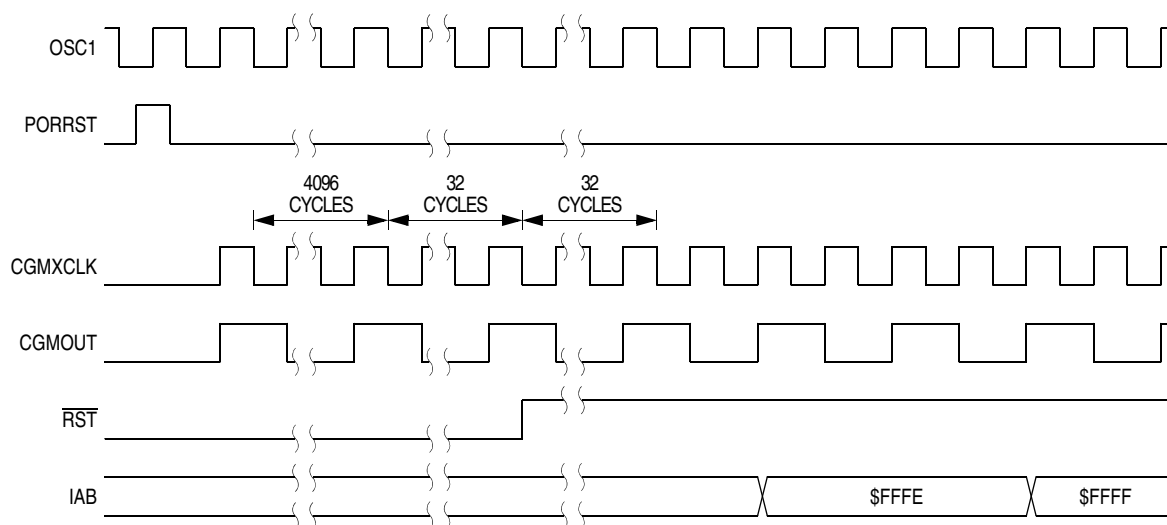 OSC1
PORRST
4096
CYCLES
32
CYCLES
32
CYCLES
CGMXCLK
CGMOUT
RST
IAB
$FFFE
$FFFF